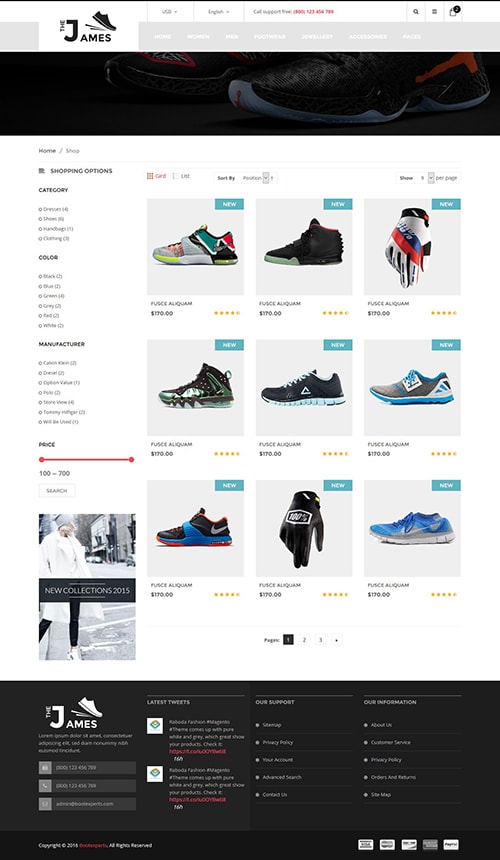 THE JAMES
USD
English
Call support free: (800) 123 456 789
2
HOME WOMEN MEN FOOTWEAR JEWELLERY ACCESSORIES PAGES
Home / Shop
SHOPPING OPTIONS
CATEGORY
Dresses (4)
Shoes (6)
Handbags (1)
Clothing (3)
COLOR
Black (2)
Blue (2)
Green (4)
Grey (2)
Red (2)
White (2)
MANUFACTURER
Calvin Klein (2)
Diesel (2)
Option Value (1)
Polo (2)
Store View (4)
Tommy Hilfiger (2)
Will Be Used (1)
PRICE
100 – 700
SEARCH
NEW COLLECTIONS 2015
Gird List Sort By Position Show 9 per page
NEW NEW NEW
FUSCE ALIQUAM FUSCE ALIQUAM FUSCE ALIQUAM
$170.00 $170.00 $170.00
NEW NEW NEW
FUSCE ALIQUAM FUSCE ALIQUAM FUSCE ALIQUAM
$170.00 $170.00 $170.00
NEW NEW NEW
100%
FUSCE ALIQUAM FUSCE ALIQUAM FUSCE ALIQUAM
$170.00 $170.00 $170.00
Pages: 1 2 3
THE JAMES
Lorem ipsum dolor sit amet, consectetuer
adipiscing elit, sed diam nonummy nibh
euismod tincidunt ut laoreet.
(800) 123 456 789
(800) 123 456 789
admin@bootexperts.com
LATEST TWEETS
Raboda Fashion #Magento
#Theme comes up with pure
white and grey, which great show
your products. Check it:
16h
Raboda Fashion #Magento
#Theme comes up with pure
white and grey, which great show
your products. Check it:
16h
OUR SUPPORT
Sitemap
Privacy Policy
Your Account
Advanced Search
Contact Us
OUR INFORMATION
About Us
Customer Service
Privacy Policy
Orders And Returns
Site Map
Copyright © 2016 Bootexperts. All Rights Reserved
VISA